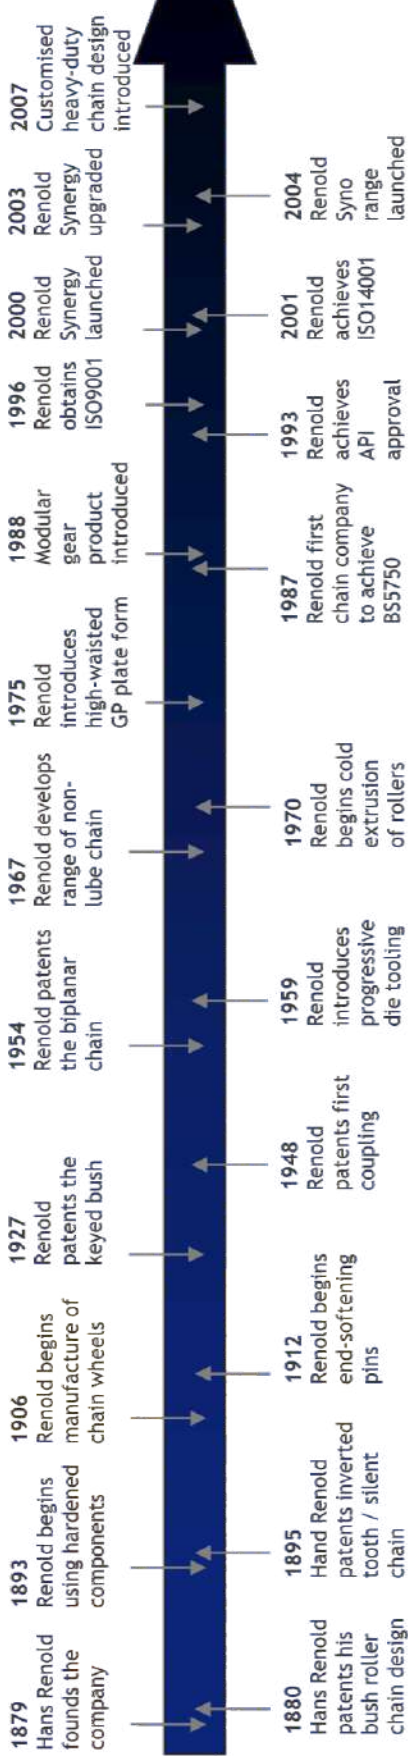 1879
Hans Renold
founds the
company
1893
Renold begins
using hardened
components
1906
Renold begins
manufacture of
chain wheels
1927
Renold
patents the
keyed bush
1954
Renold patents
the biplanar
chain
1967
Renold develops
range of non-
lube chain
1975
Renold
introduces
high-waisted
GP plate form
1988
Modular
gear
product
introduced
1996
Renold
obtains
ISO9001
2000
Renold
Synergy
launched
2003
Renold
Synergy
upgraded
2007
Customised
heavy-duty
chain design
introduced
1880
Hans Renold
patents his
bush roller
chain design
1895
Hand Renold
patents inverted
tooth / silent
chain
1912
Renold begins
end-softening
pins
1948
Renold
patents first
coupling
1959
Renold
introduces
progressive
die tooling
1970
Renold
begins cold
extrusion
of rollers
1987
Renold first
chain company
to achieve
BS5750
1993
Renold
achieves
API
approval
2001
Renold
achieves
ISO14001
2004
Renold
Syno
range
launched